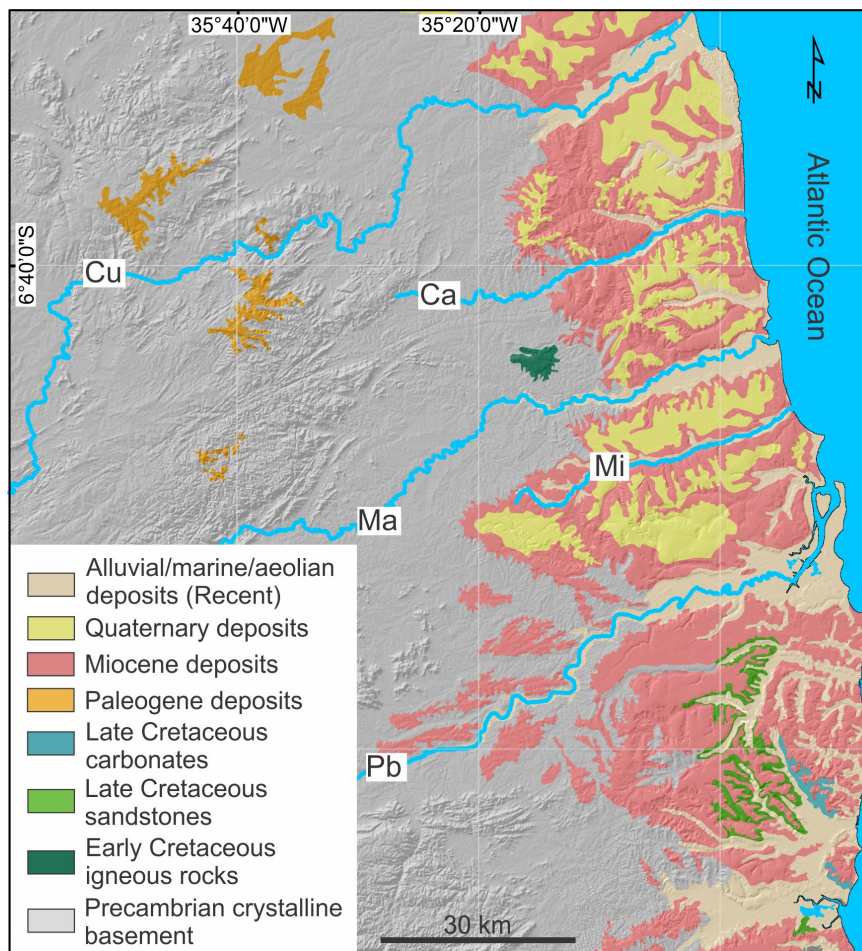 35°40'0"W
35°20'0"W
N
Atlantic Ocean
6°40'0"S
Cu
Ca
Mi
Ma
Pb
Alluvial/marine/aeolian
deposits (Recent)
Quaternary deposits
Miocene deposits
Paleogene deposits
Late Cretaceous
carbonates
Late Cretaceous
sandstones
Early Cretaceous
igneous rocks
Precambrian crystalline
basement
30 km